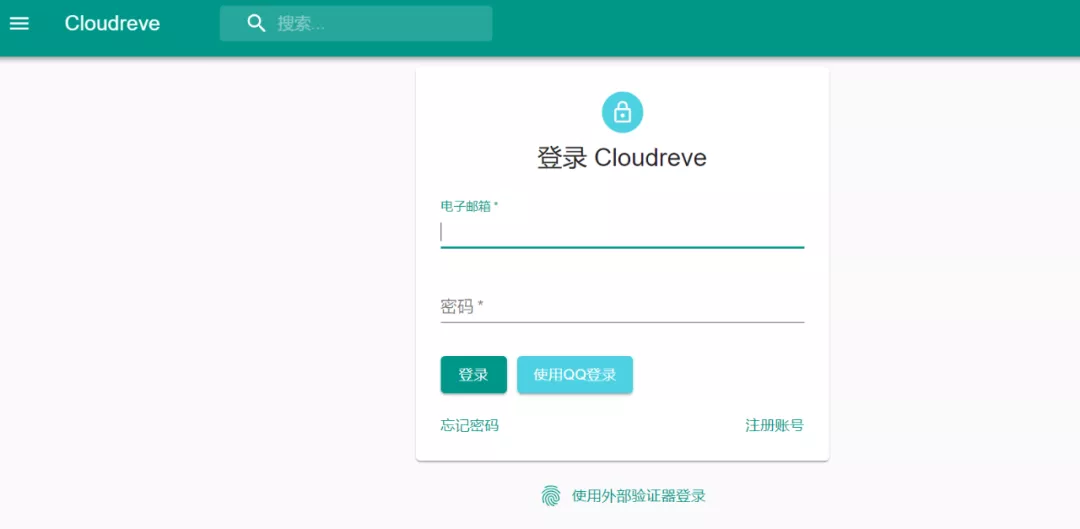 Cloudreve 搜索...
登录 Cloudreve
电子邮箱 *
密码 *
登录 使用QQ登录
忘记密码 注册账号
使用外部验证器登录